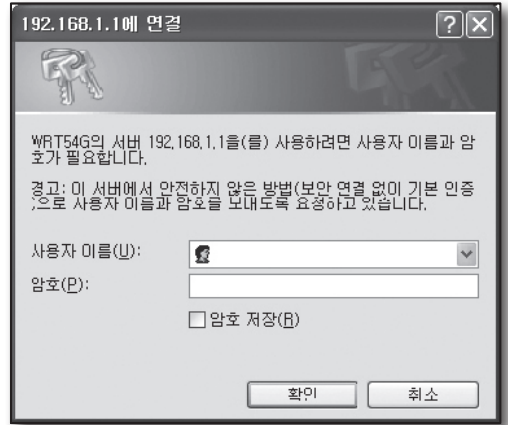 192.168.1.1에 연결
WRT54G의 서버 192.168.1.1을(를) 사용하려면 사용자 이름과 암
호가 필요합니다.
경고: 이 서버에서 안전하지 않은 방법(보안 연결 없이 기본 인증
)으로 사용자 이름과 암호를 보내도록 요청하고 있습니다.
사용자 이름(U):
암호(P):
암호 저장(R)
확인
취소